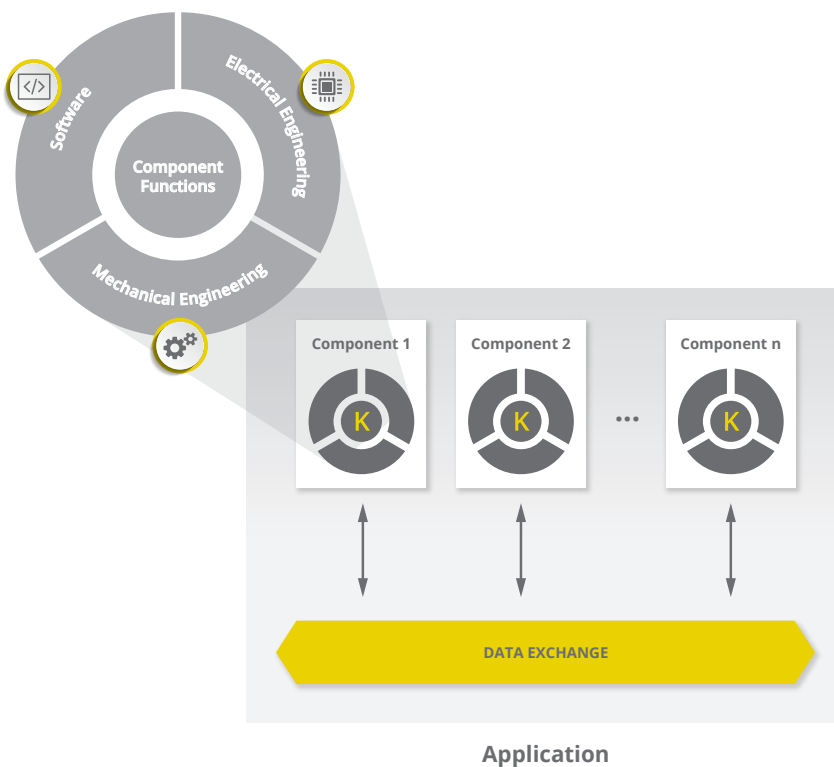 Software
</>
Electrical Engineering
Component
Functions
Mechanical Engineering
Component 1
Component 2
Component n
K
K
...
K
DATA EXCHANGE
Application